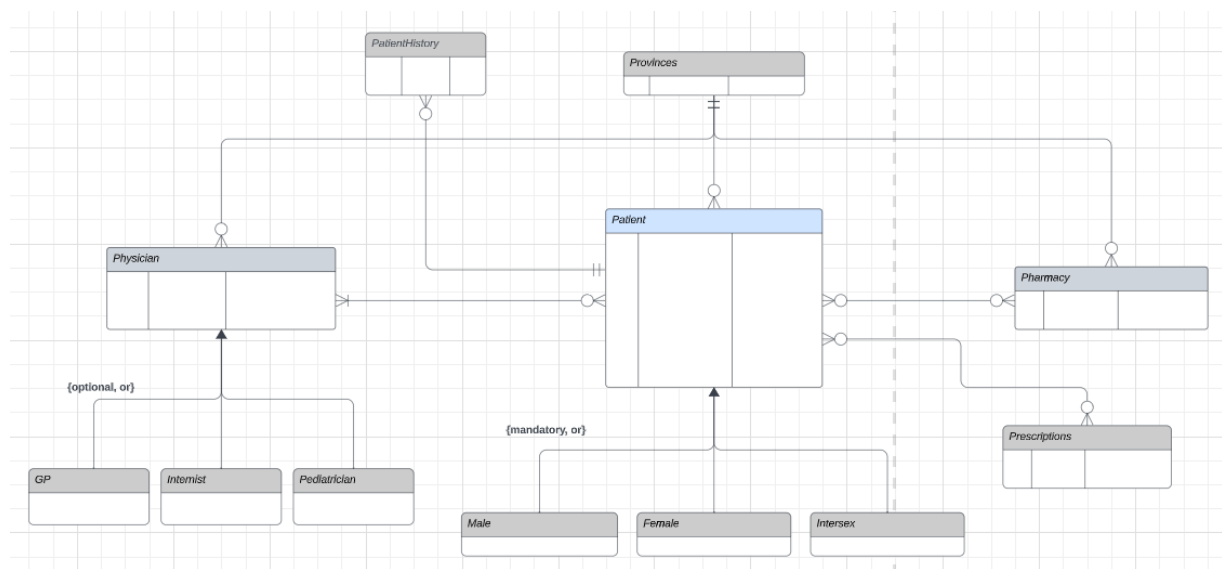 PatientHistory
Provinces
Patient
Physician
Pharmacy
{optional, or}
{mandatory, or}
Prescriptions
GP
Internist
Pediatrician
Male
Female
Intersex